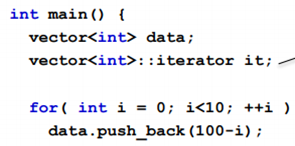 int main() {
vector<int> data;
vector<int>::iterator it;
for( int i = 0; i<10; ++i )
data.push_back(100-i);